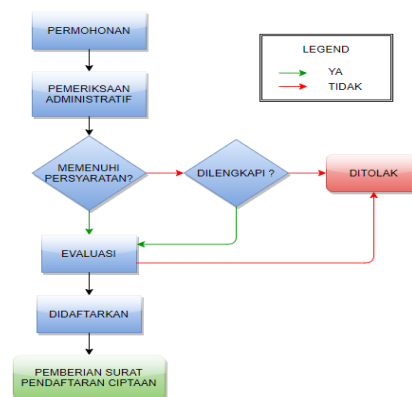 PERMOHONAN
LEGEND
YA
TIDAK
PEMERIKSAAN
ADMINISTRATIF
MEMENUHI
PERSYARATAN?
DILENGKAPI ?
DITOLAK
EVALUASI
DIDAFTARKAN
PEMBERIAN SURAT
PENDAFTARAN CIPTAAN